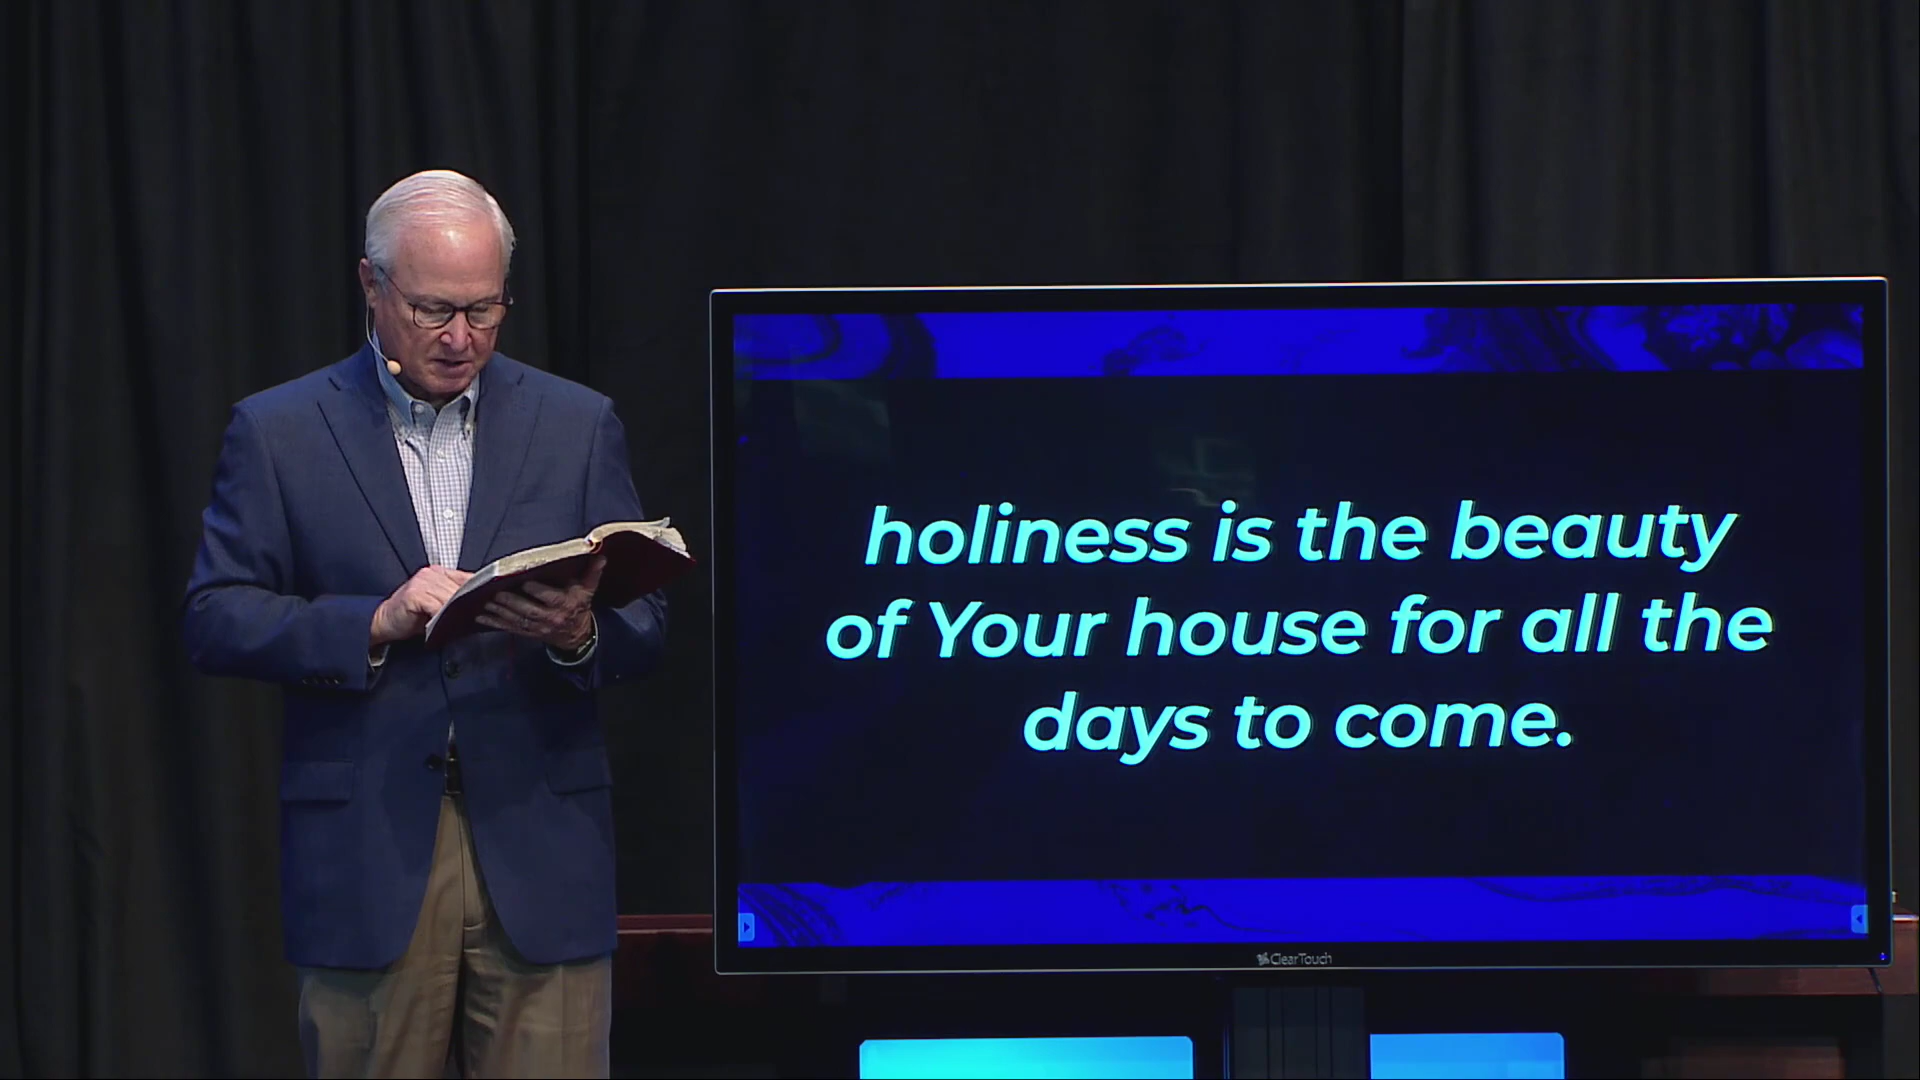 holiness is the beauty
of Your house for all the
days to come.
ClearTouch